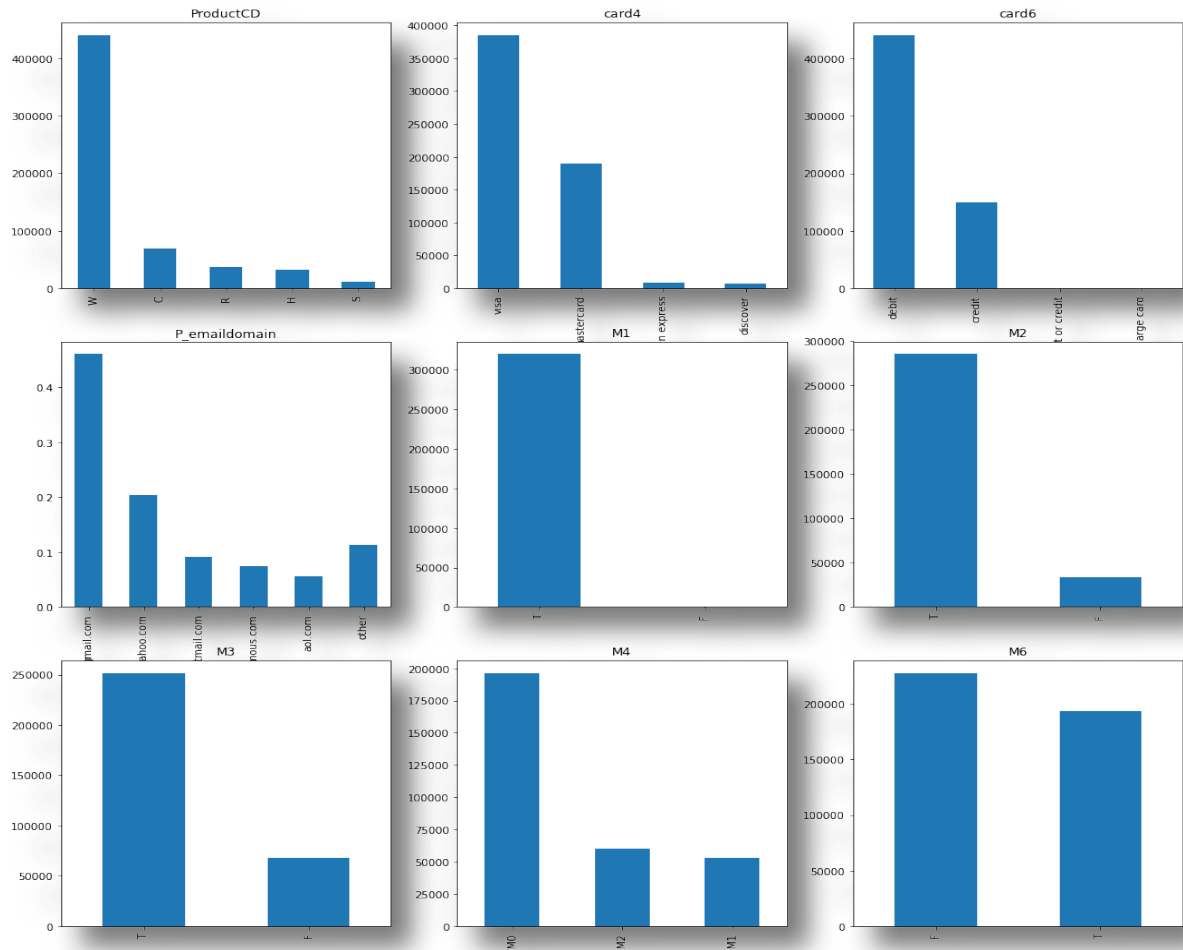 ProductCD
400000
300000
200000
100000
0
W
C
R
H
S
card4
400000
350000
300000
250000
200000
150000
100000
50000
0
visa
astercard
n express
discover
card6
400000
300000
200000
100000
0
debit
credit
t or credit
arge card
P_emaildomain
0.4
0.3
0.2
0.1
0.0
mail.com
ahoo.com
tmail.com
nous.com
aol.com
other
M1
300000
250000
200000
150000
100000
50000
0
T
F
M2
300000
250000
200000
150000
100000
50000
0
T
F
M3
250000
200000
150000
100000
50000
0
T
F
M4
200000
175000
150000
125000
100000
75000
50000
25000
0
M0
M2
M1
M6
200000
150000
100000
50000
0
F
T